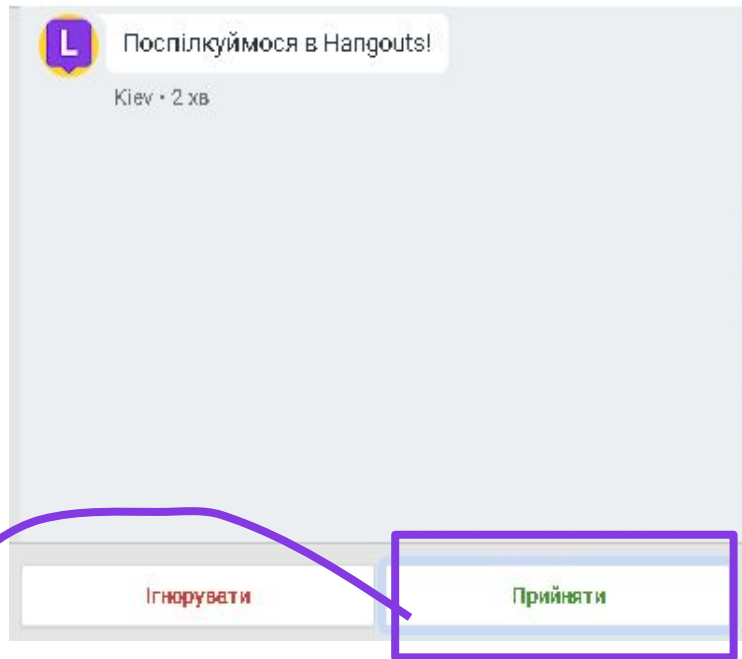 L
Поспілкуймося в Hangouts!
Kiev • 2 хв
Ігнорувати
Прийняти